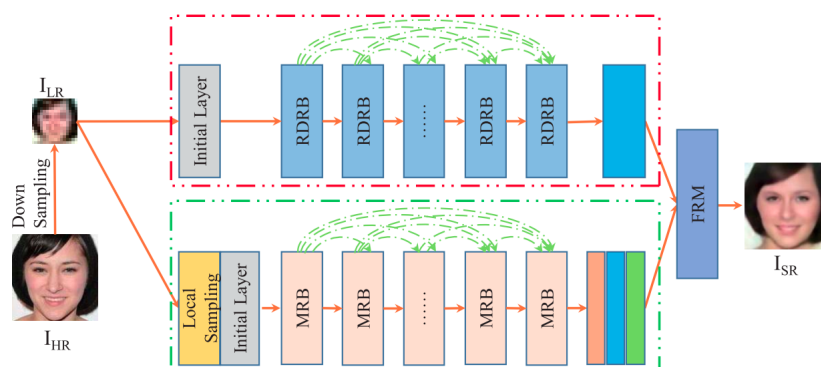 I_LR
Down
Sampling
I_HR
Initial Layer
RDRB
RDRB
......
RDRB
RDRB
Local
Sampling
Initial Layer
MRB
MRB
......
MRB
MRB
FRM
I_SR